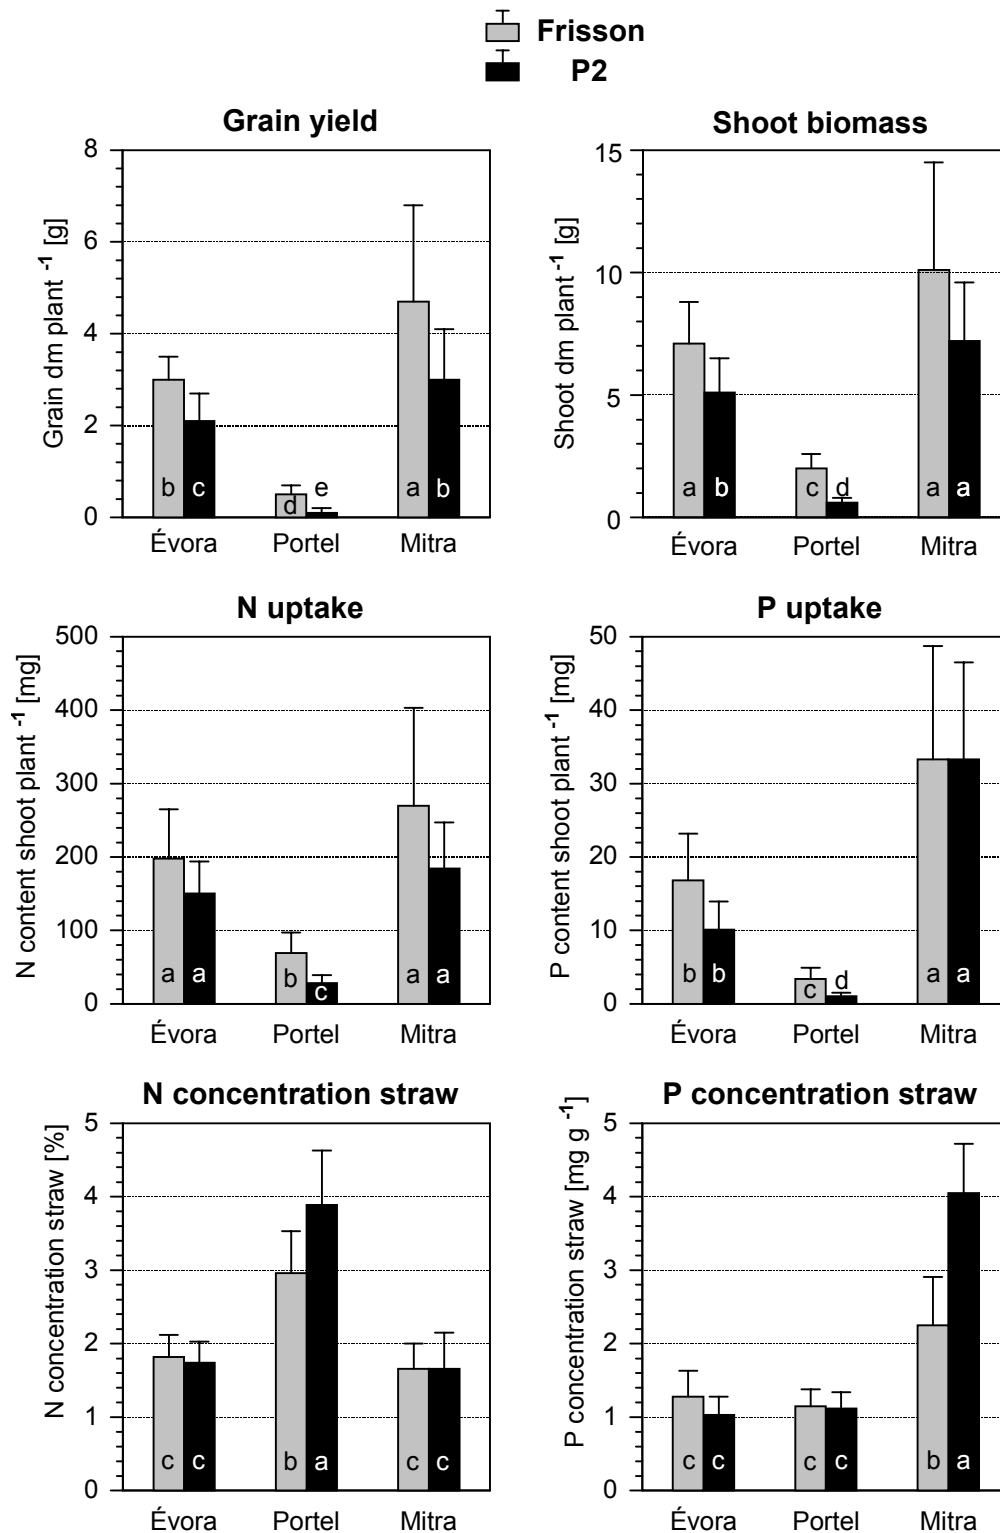 Frisson
P2
Grain yield
Grain dm plant -1 [g]
8
6
4
2
0
b c d e a b
Évora Portel Mitra
Shoot biomass
Shoot dm plant -1 [g]
15
10
5
0
a b c d a a
Évora Portel Mitra
N uptake
N content shoot plant -1 [mg]
500
400
300
200
100
0
a a b c a a
Évora Portel Mitra
P uptake
P content shoot plant -1 [mg]
50
40
30
20
10
0
b b c d a a
Évora Portel Mitra
N concentration straw
N concentration straw [%]
5
4
3
2
1
0
c c b a c c
Évora Portel Mitra
P concentration straw
P concentration straw [mg g -1]
5
4
3
2
1
0
c c c c b a
Évora Portel Mitra